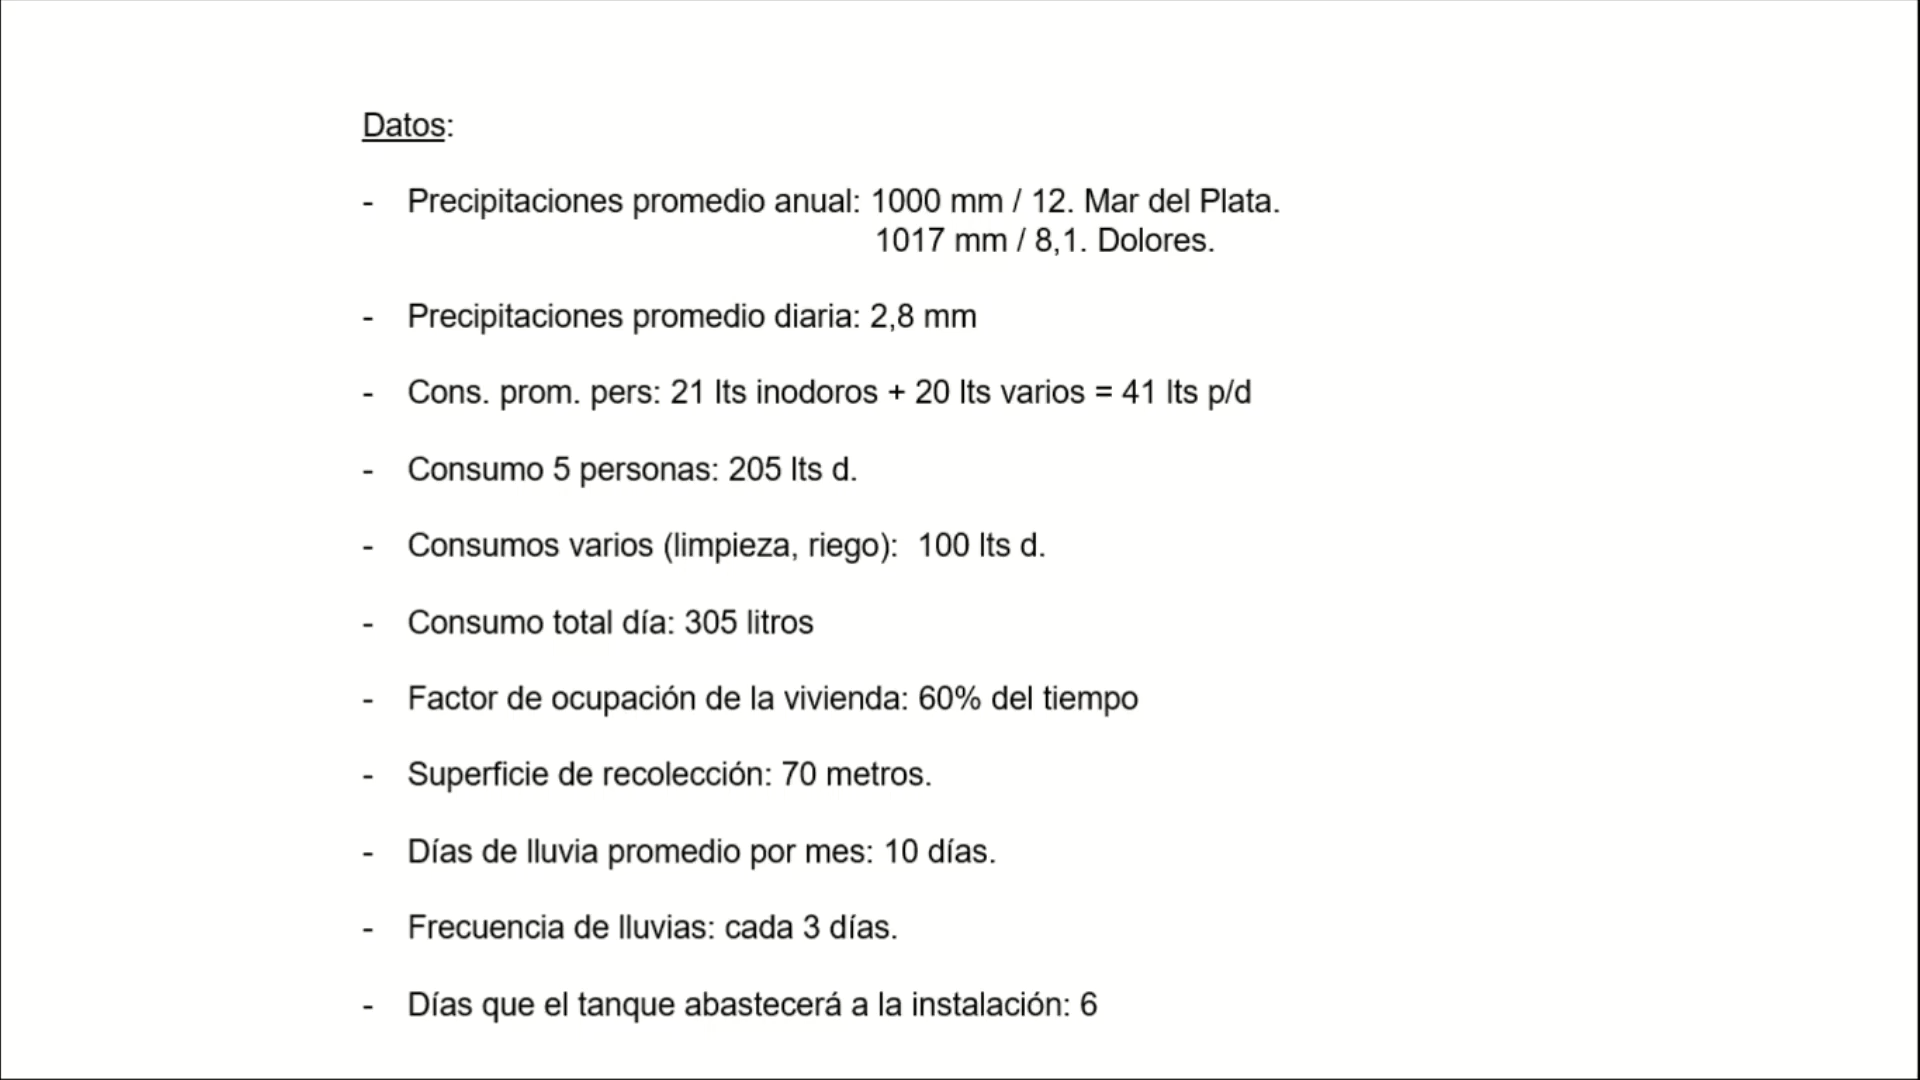 Datos:
- Precipitaciones promedio anual: 1000 mm / 12. Mar del Plata.
1017 mm / 8,1. Dolores.
- Precipitaciones promedio diaria: 2,8 mm
- Cons. prom. pers: 21 lts inodoros + 20 lts varios = 41 lts p/d
- Consumo 5 personas: 205 lts d.
- Consumos varios (limpieza, riego):  100 lts d.
- Consumo total día: 305 litros
- Factor de ocupación de la vivienda: 60% del tiempo
- Superficie de recolección: 70 metros.
- Días de lluvia promedio por mes: 10 días.
- Frecuencia de lluvias: cada 3 días.
- Días que el tanque abastecerá a la instalación: 6